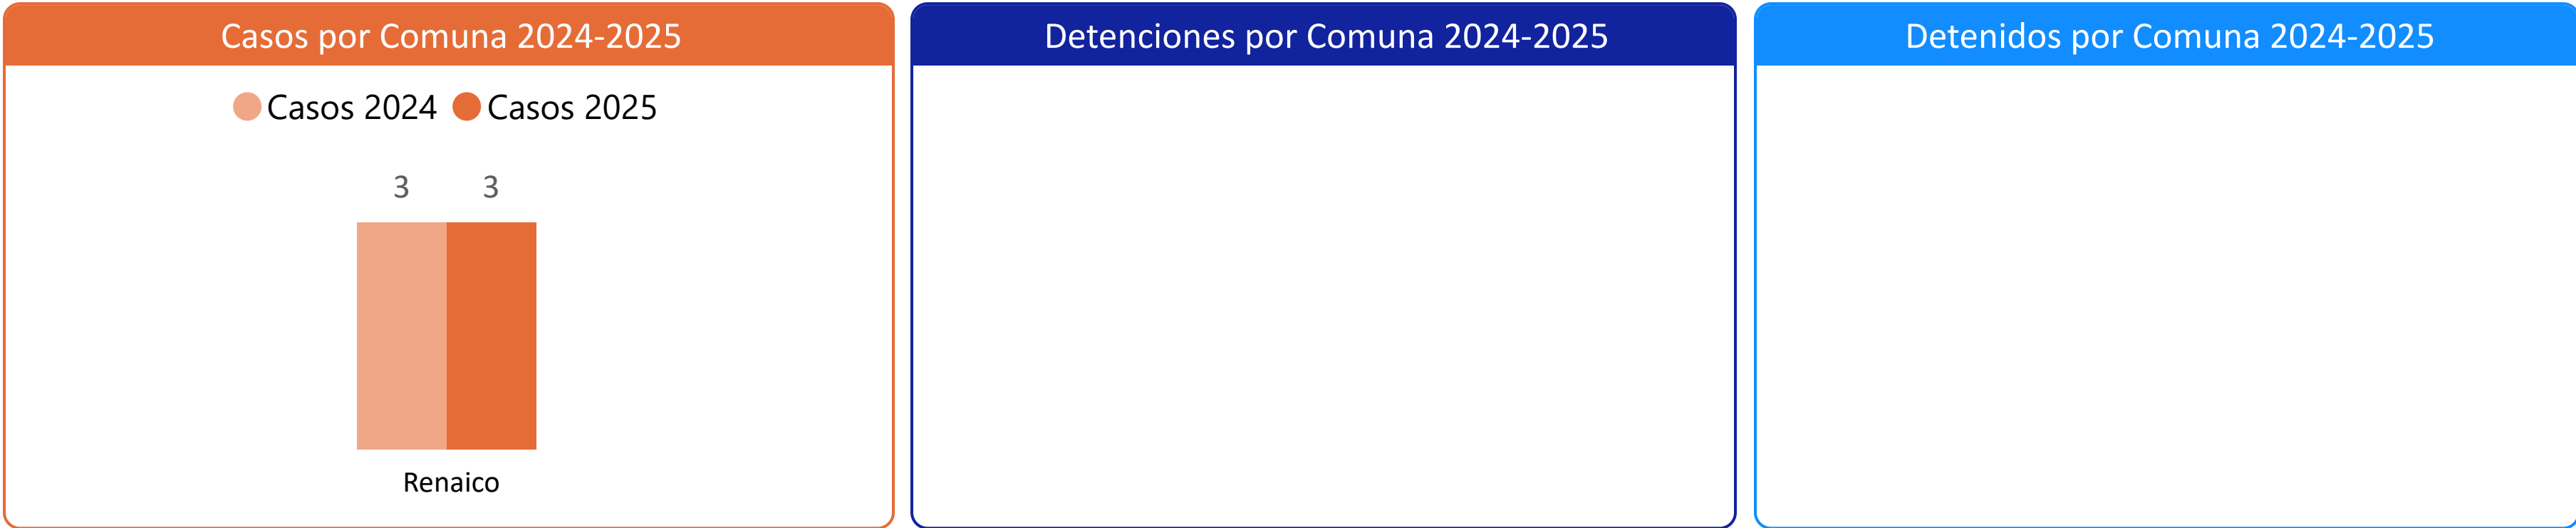 Casos por Comuna 2024-2025
Casos 2024 Casos 2025
3 3
Renaico
Detenciones por Comuna 2024-2025
Detenidos por Comuna 2024-2025